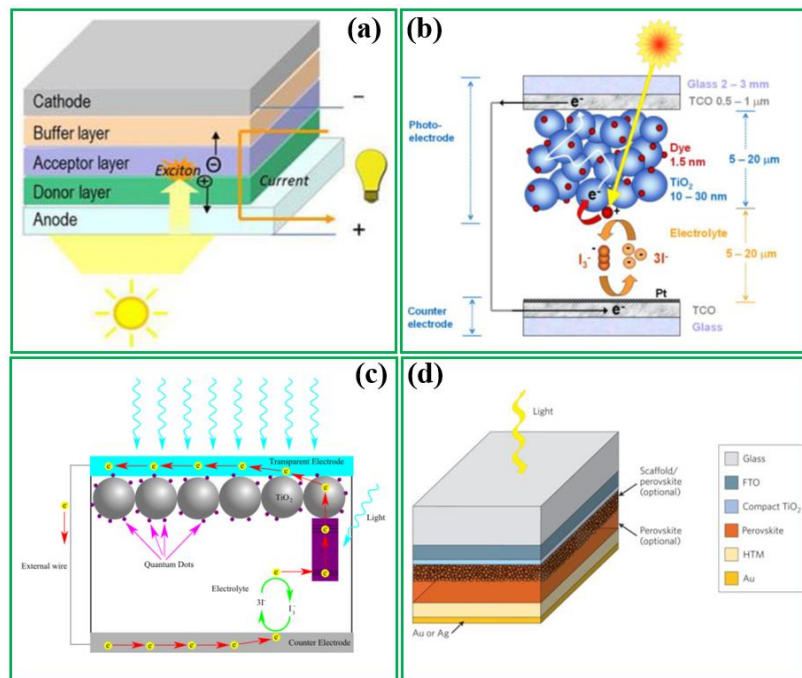 (a)
Cathode
Buffer layer
Acceptor layer
Exciton
Donor layer
Anode
Current
−
+
−
+
(b)
Glass 2 – 3 mm
TCO 0.5 – 1 μm
e-
Photo-
electrode
Dye
1.5 nm
TiO2
10 – 30 nm
5 – 20 μm
e-
+
Electrolyte
5 – 20 μm
I3-
3I-
Pt
Counter
electrode
e-
TCO
Glass
(c)
Transparent Electrode
e e e e e
e
TiO2
e
Light
Quantum Dots
External wire
e
e
e
e
Electrolyte
3I-
I3-
e
e e e e
Counter Electrode
(d)
Light
Scaffold/
perovskite
(optional)
Perovskite
(optional)
Au or Ag
Glass
FTO
Compact TiO2
Perovskite
HTM
Au